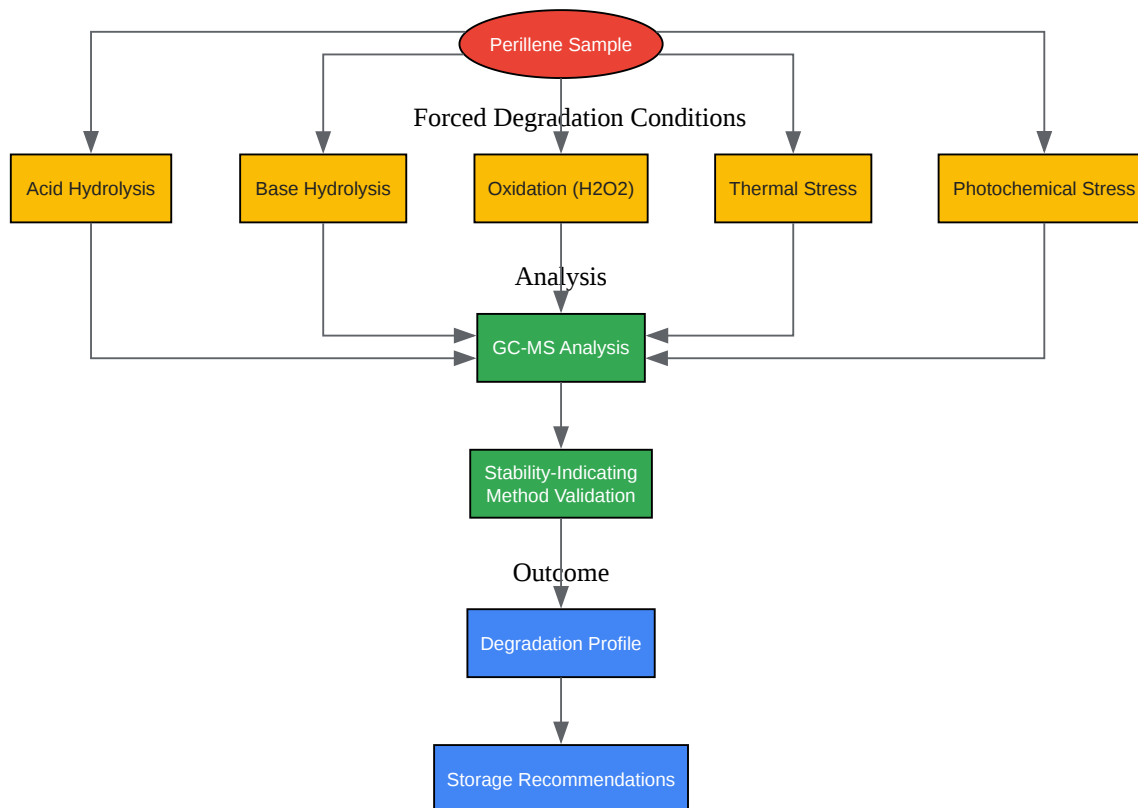 Perillene Sample
Forced Degradation Conditions
Acid Hydrolysis
Base Hydrolysis
Oxidation (H2O2)
Thermal Stress
Photochemical Stress
Analysis
GC-MS Analysis
Stability-Indicating
Method Validation
Outcome
Degradation Profile
Storage Recommendations